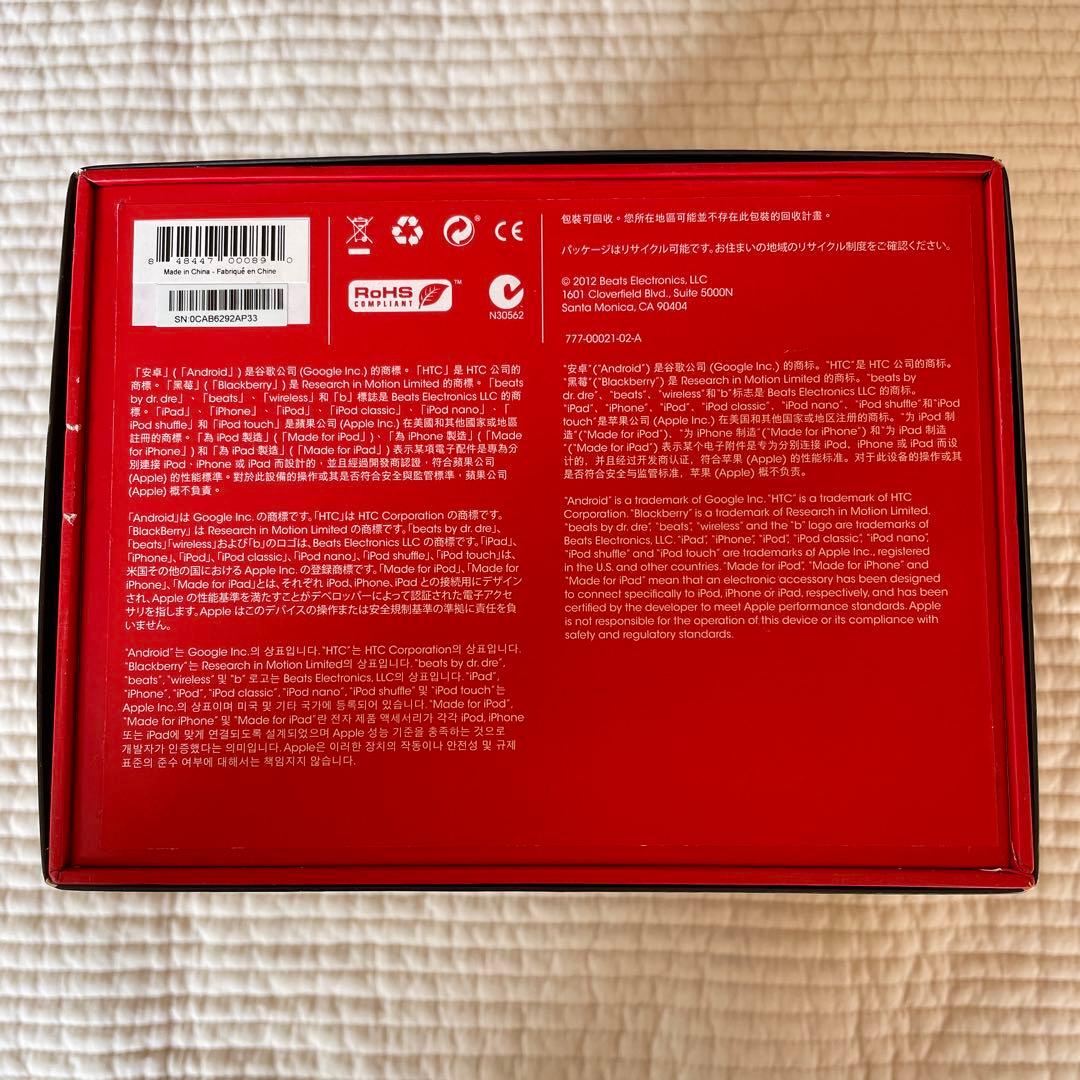 8 48447 00089 0
Made in China - Fabriqué en Chine
SN:0CAB6292AP33
RoHS
COMPLIANT
™
®
CE
N30562
包裝可回收。您所在地區可能並不存在此包裝的回收計畫。
パッケージはリサイクル可能です。お住まいの地域のリサイクル制度をご確認ください。
© 2012 Beats Electronics, LLC
1601 Cloverfield Blvd., Suite 5000N
Santa Monica, CA 90404
777-00021-02-A
「安卓」(「Android」) 是谷歌公司 (Google Inc.) 的商標。「HTC」是 HTC 公司的
商標。「黑莓」(「Blackberry」) 是 Research in Motion Limited 的商標。「beats
by dr. dre」、「beats」、「wireless」和「b」標誌是 Beats Electronics LLC 的商
標。「iPad」、「iPhone」、「iPod」、「iPod classic」、「iPod nano」、「
iPod shuffle」和「iPod touch」是蘋果公司 (Apple Inc.) 在美國和其他國家或地區
註冊的商標。「為 iPod 製造」(「Made for iPod」)、「為 iPhone 製造」(「Made
for iPhone」) 和「為 iPad 製造」(「Made for iPad」) 表示某項電子配件是專為分
別連接 iPod、iPhone 或 iPad 而設計的，並且經過開發商認證，符合蘋果公司
(Apple) 的性能標準。對於此設備的操作或其是否符合安全與監管標準，蘋果公司
(Apple) 概不負責。
「Android」は Google Inc. の商標です。「HTC」は HTC Corporation の商標です。
「BlackBerry」は Research in Motion Limited の商標です。「beats by dr. dre」、
「beats」「wireless」および「b」のロゴは、Beats Electronics LLC の商標です。「iPad」、
「iPhone」、「iPod」、「iPod classic」、「iPod nano」、「iPod shuffle」、「iPod touch」は、
米国その他の国における Apple Inc. の登録商標です。「Made for iPod」、「Made for
iPhone」、「Made for iPad」とは、それぞれ iPod、iPhone、iPad との接続用にデザイン
され、Apple の性能基準を満たすことがデベロッパーによって認証された電子アクセ
サリを指します。Apple はこのデバイスの操作または安全規制基準の準拠に責任を負
いません。
"Android"는 Google Inc.의 상표입니다. "HTC"는 HTC Corporation의 상표입니다.
"Blackberry"는 Research in Motion Limited의 상표입니다. "beats by dr. dre",
"beats", "wireless" 및 "b" 로고는 Beats Electronics, LLC의 상표입니다. "iPad",
"iPhone", "iPod", "iPod classic", "iPod nano", "iPod shuffle" 및 "iPod touch"는
Apple Inc.의 상표이며 미국 및 기타 국가에 등록되어 있습니다. "Made for iPod",
"Made for iPhone" 및 "Made for iPad"란 전자 제품 액세서리가 각각 iPod, iPhone
또는 iPad에 맞게 연결되도록 설계되었으며 Apple 성능 기준을 충족하는 것으로
개발자가 인증했다는 의미입니다. Apple은 이러한 장치의 작동이나 안전성 및 규제
표준의 준수 여부에 대해서는 책임지지 않습니다.
"安卓"("Android") 是谷歌公司 (Google Inc.) 的商标。"HTC"是 HTC 公司的商标。
"黑莓"("Blackberry") 是 Research in Motion Limited 的商标。"beats by
dr. dre"、"beats"、"wireless"和"b"标志是 Beats Electronics LLC 的商标。
"iPad"、"iPhone"、"iPod"、"iPod classic"、"iPod nano"、"iPod shuffle"和"iPod
touch"是苹果公司 (Apple Inc.) 在美国和其他国家或地区注册的商标。"为 iPod 制
造"("Made for iPod")、"为 iPhone 制造"("Made for iPhone") 和"为 iPad 制造
"("Made for iPad") 表示某个电子附件是专为分别连接 iPod、iPhone 或 iPad 而设
计的，并且经过开发商认证，符合苹果 (Apple) 的性能标准。对于此设备的操作或其
是否符合安全与监管标准，苹果 (Apple) 概不负责。
"Android" is a trademark of Google Inc. "HTC" is a trademark of HTC
Corporation. "Blackberry" is a trademark of Research in Motion Limited.
"beats by dr. dre", "beats", "wireless" and the "b" logo are trademarks of
Beats Electronics, LLC. "iPad", "iPhone", "iPod", "iPod classic", "iPod nano",
"iPod shuffle" and "iPod touch" are trademarks of Apple Inc., registered
in the U.S. and other countries. "Made for iPod", "Made for iPhone" and
"Made for iPad" mean that an electronic accessory has been designed
to connect specifically to iPod, iPhone or iPad, respectively, and has been
certified by the developer to meet Apple performance standards. Apple
is not responsible for the operation of this device or its compliance with
safety and regulatory standards.